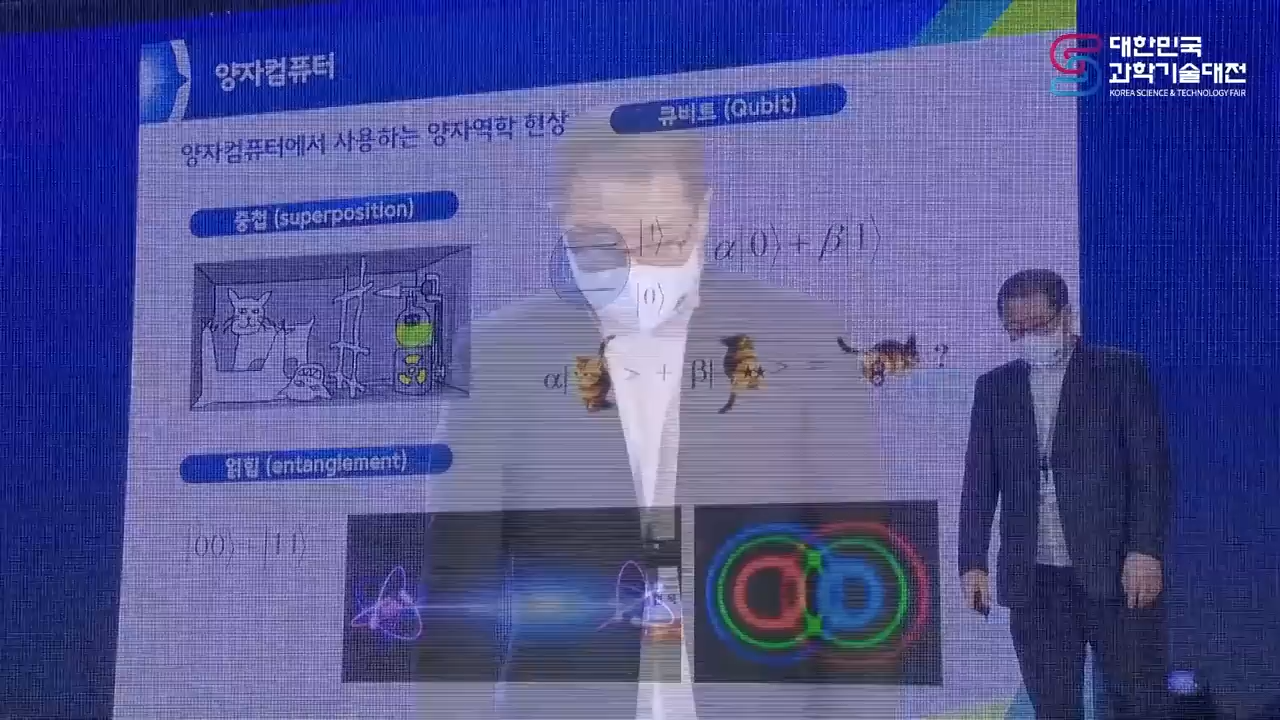 양자컴퓨터
대한민국
과학기술대전
KOREA SCIENCE & TECHNOLOGY FAIR
양자컴퓨터에서 사용하는 양자역학 현상
큐비트 (Qubit)
중첩 (superposition)
|1⟩
|0⟩
α|0⟩ + β|1⟩
α| > + β| > = ?
얽힘 (entanglement)
|00⟩+|11⟩